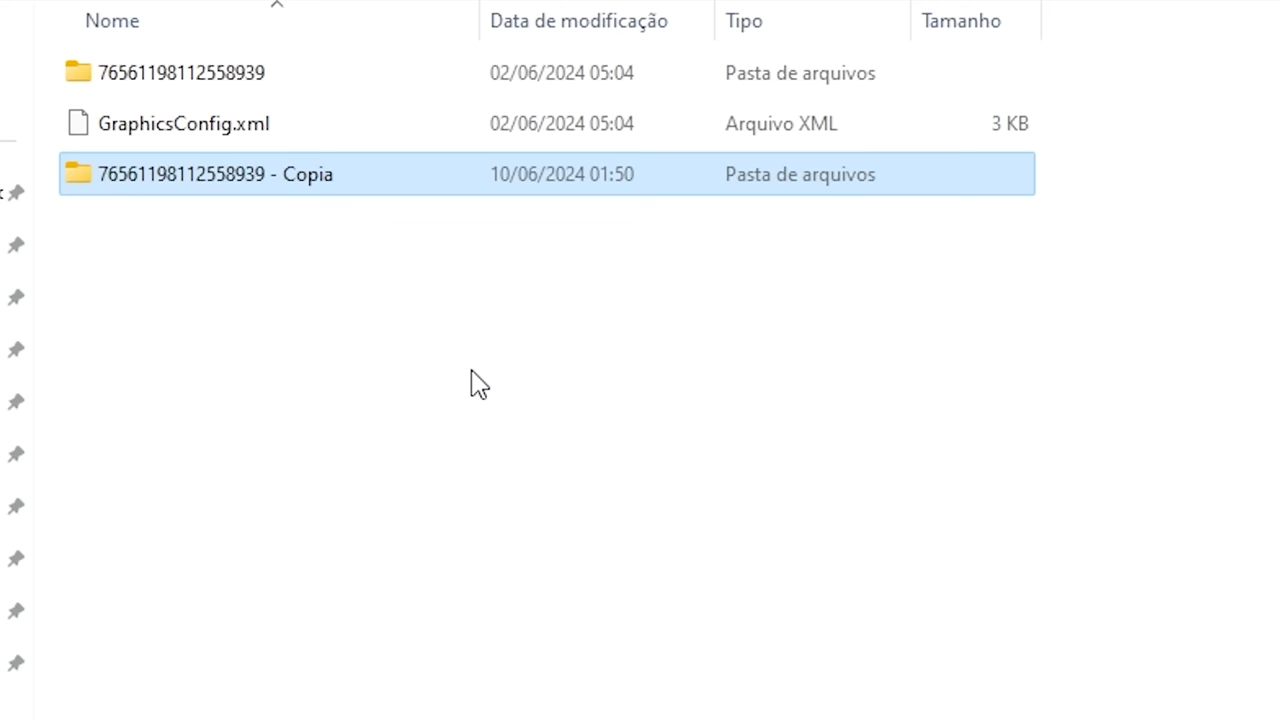 Nome Data de modificação Tipo Tamanho
76561198112558939 02/06/2024 05:04 Pasta de arquivos
GraphicsConfig.xml 02/06/2024 05:04 Arquivo XML 3 KB
76561198112558939 - Copia 10/06/2024 01:50 Pasta de arquivos